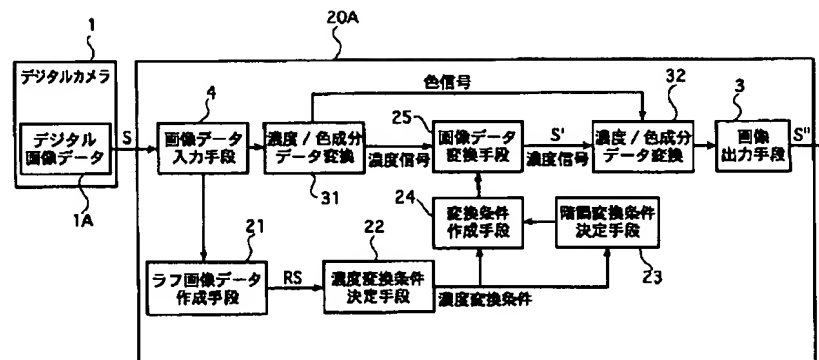 20A
1
デジタルカメラ
デジタル
画像データ
1A
S
4
画像データ
入力手段
濃度/色成分
データ変換
31
色信号
濃度信号
25
画像データ
変換手段
S'
濃度信号
32
濃度/色成分
データ変換
3
画像
出力手段
S"
24
変換条件
作成手段
階調変換条件
決定手段
23
21
ラフ画像データ
作成手段
RS
22
濃度変換条件
決定手段
濃度変換条件